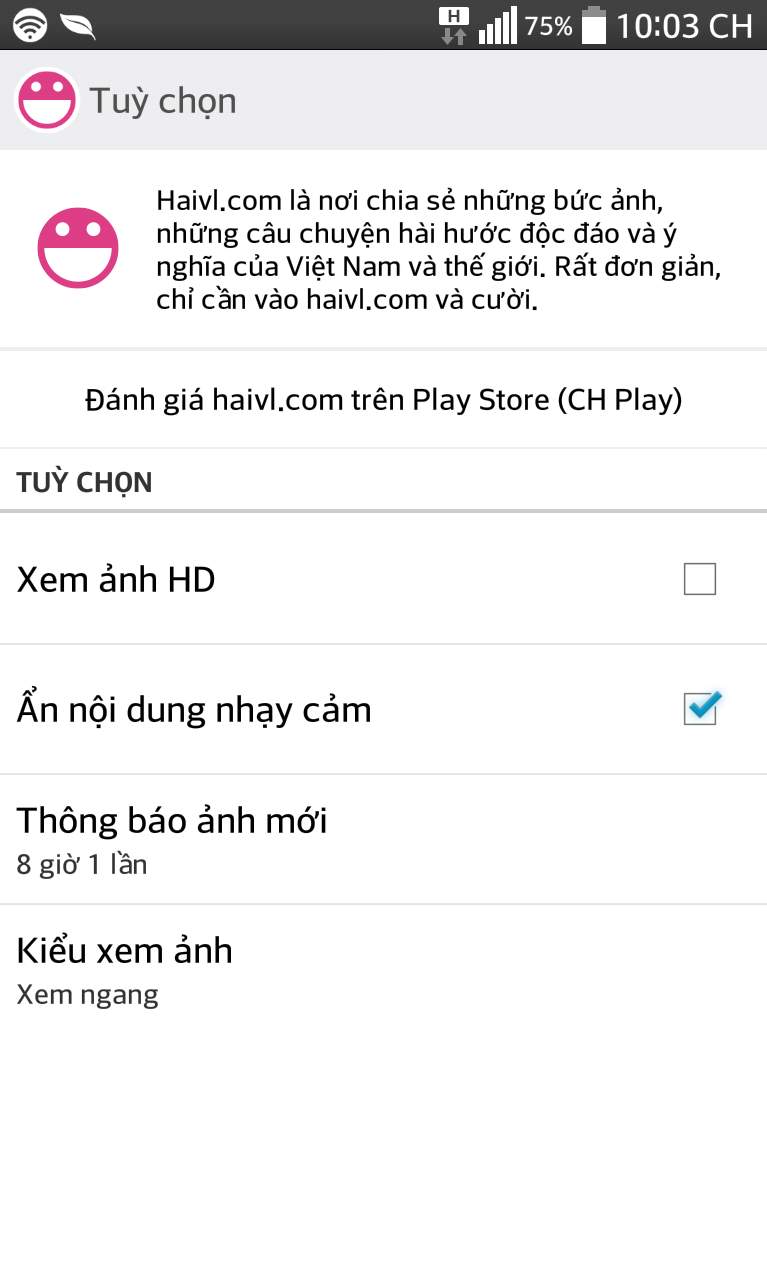 H 75% 10:03 CH
Tuỳ chọn
Haivl.com là nơi chia sẻ những bức ảnh,
những câu chuyện hài hước độc đáo và ý
nghĩa của Việt Nam và thế giới. Rất đơn giản,
chỉ cần vào haivl.com và cười.
Đánh giá haivl.com trên Play Store (CH Play)
TUỲ CHỌN
Xem ảnh HD
Ẩn nội dung nhạy cảm
Thông báo ảnh mới
8 giờ 1 lần
Kiểu xem ảnh
Xem ngang